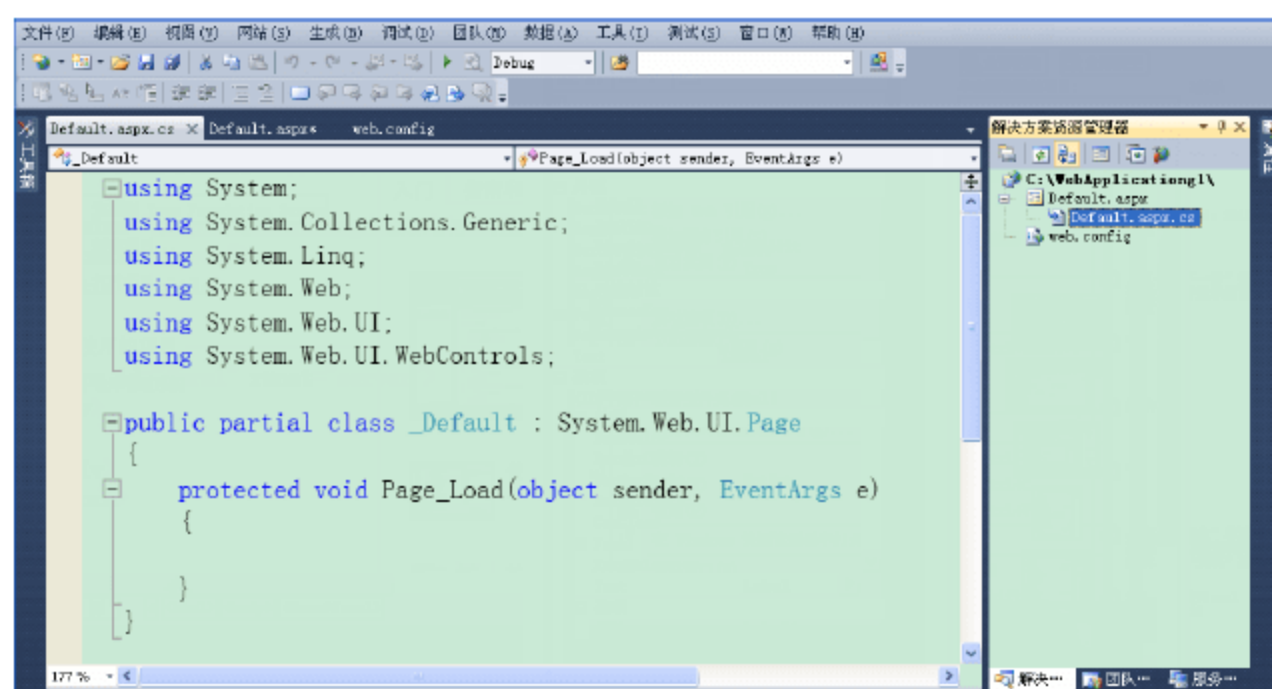 文件(F) 编辑(E) 视图(V) 网站(S) 生成(B) 调试(D) 团队(M) 数据(A) 工具(T) 测试(S) 窗口(W) 帮助(H)
Debug
Default.aspx.cs × Default.aspx* web.config
工具箱
_Default
Page_Load(object sender, EventArgs e)
using System;
using System.Collections.Generic;
using System.Linq;
using System.Web;
using System.Web.UI;
using System.Web.UI.WebControls;
public partial class _Default : System.Web.UI.Page
{
protected void Page_Load(object sender, EventArgs e)
{
}
}
177 %
解决方案资源管理器
C:\WebApplicationg1\
Default.aspx
Default.aspx.cs
web.config
解决… 团队… 服务…